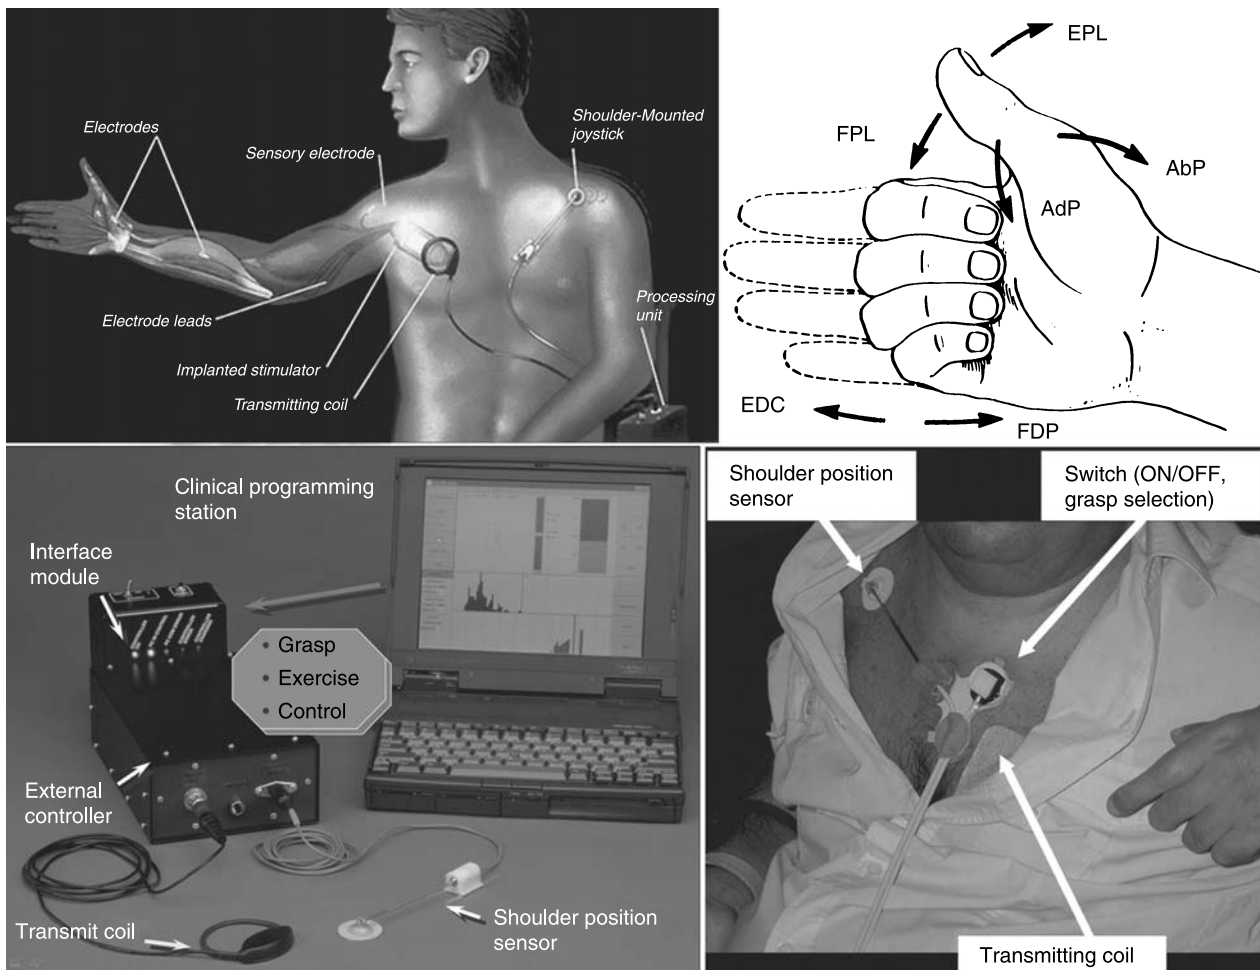 Electrodes
Sensory electrode
Shoulder-Mounted
joystick
Electrode leads
Implanted stimulator
Transmitting coil
Processing
unit
EPL
FPL
AbP
AdP
EDC
FDP
Clinical programming
station
Interface
module
• Grasp
• Exercise
• Control
External
controller
Transmit coil
Shoulder position
sensor
Shoulder position
sensor
Switch (ON/OFF,
grasp selection)
Transmitting coil